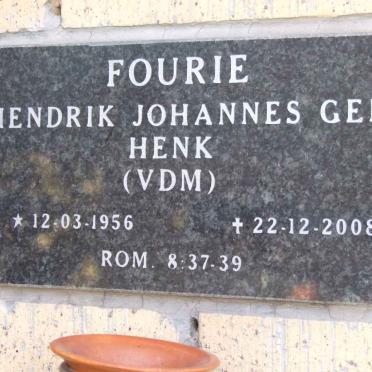 FOURIE
HENDRIK JOHANNES
HENK
(VDM)
★ 12-03-1956 ✝ 22-12-2008
ROM. 8:37-39